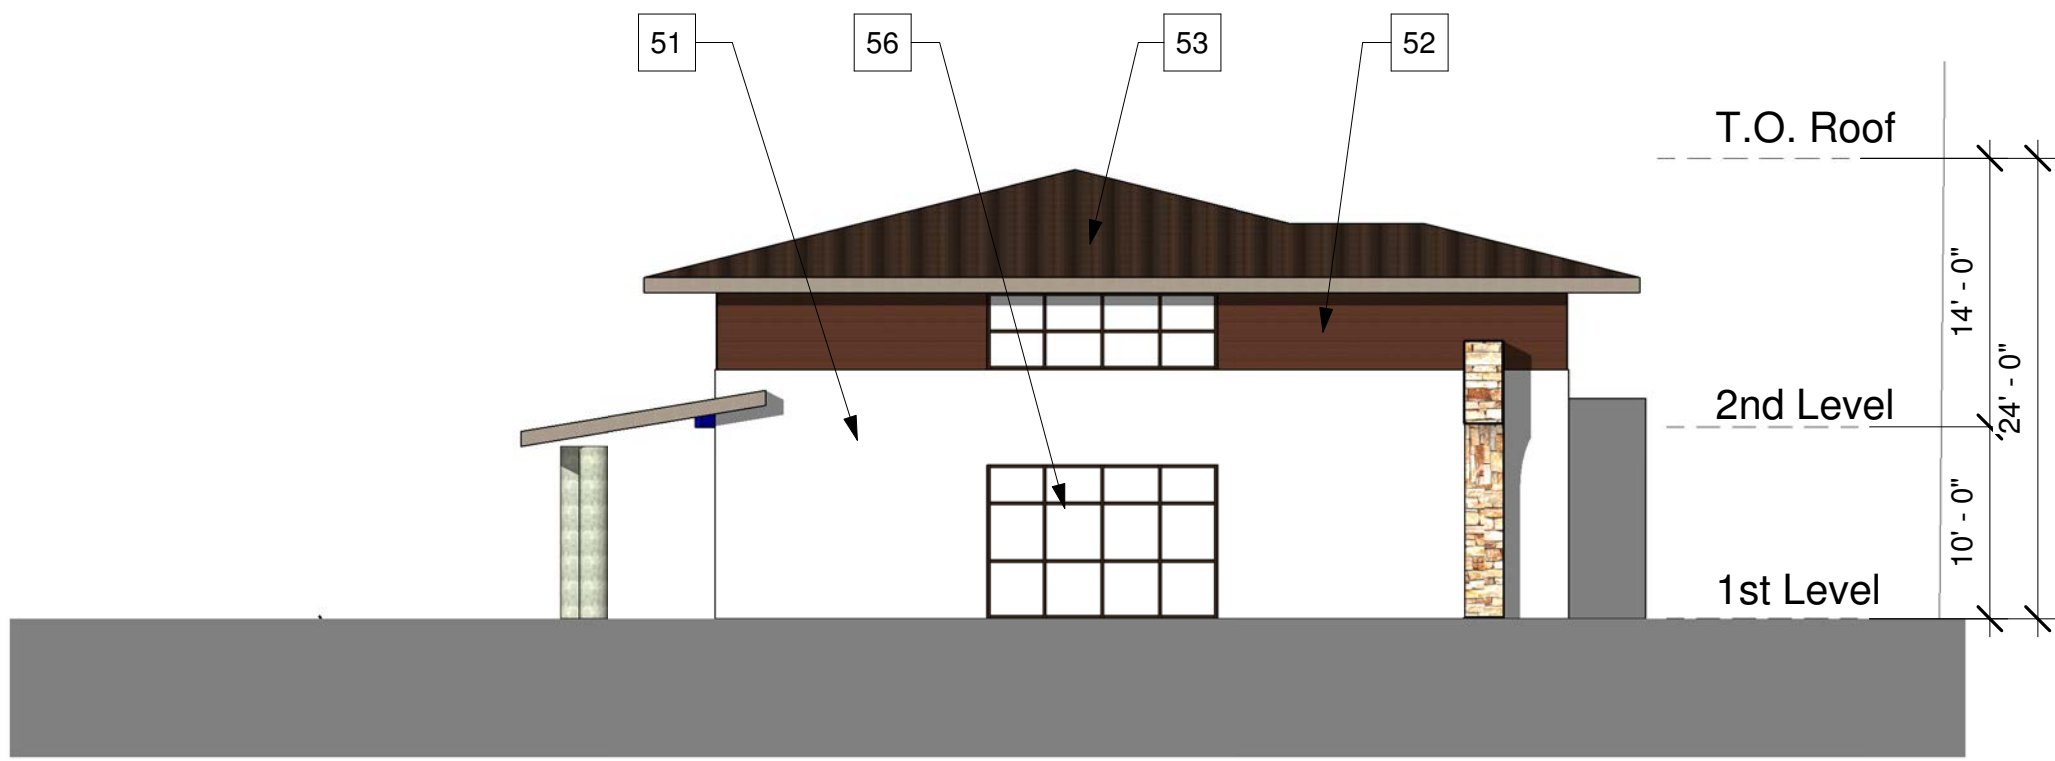 51
56
53
52
T.O. Roof
14' - 0"
24' - 0"
2nd Level
10' - 0"
1st Level